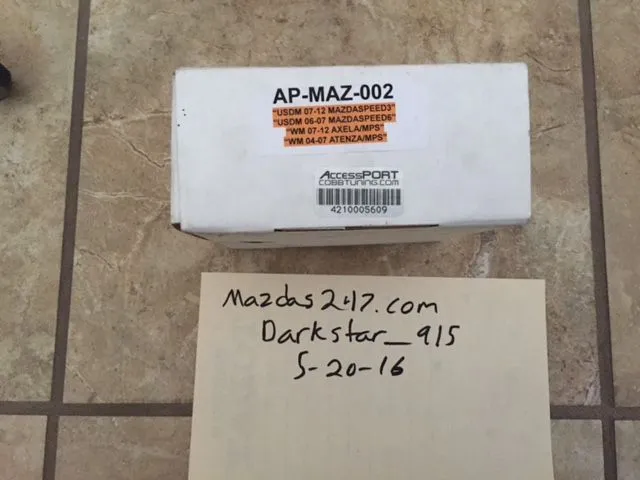 AP-MAZ-002
"USDM 07-12 MAZDASPEED3"
"USDM 06-07 MAZDASPEED6"
"WM 07-12 AXELA/MPS"
"WM 04-07 ATENZA/MPS"
AccessPORT
COBBTUNING.COM
4210005609
Mazdas247.com
Darkstar_915
5-20-16